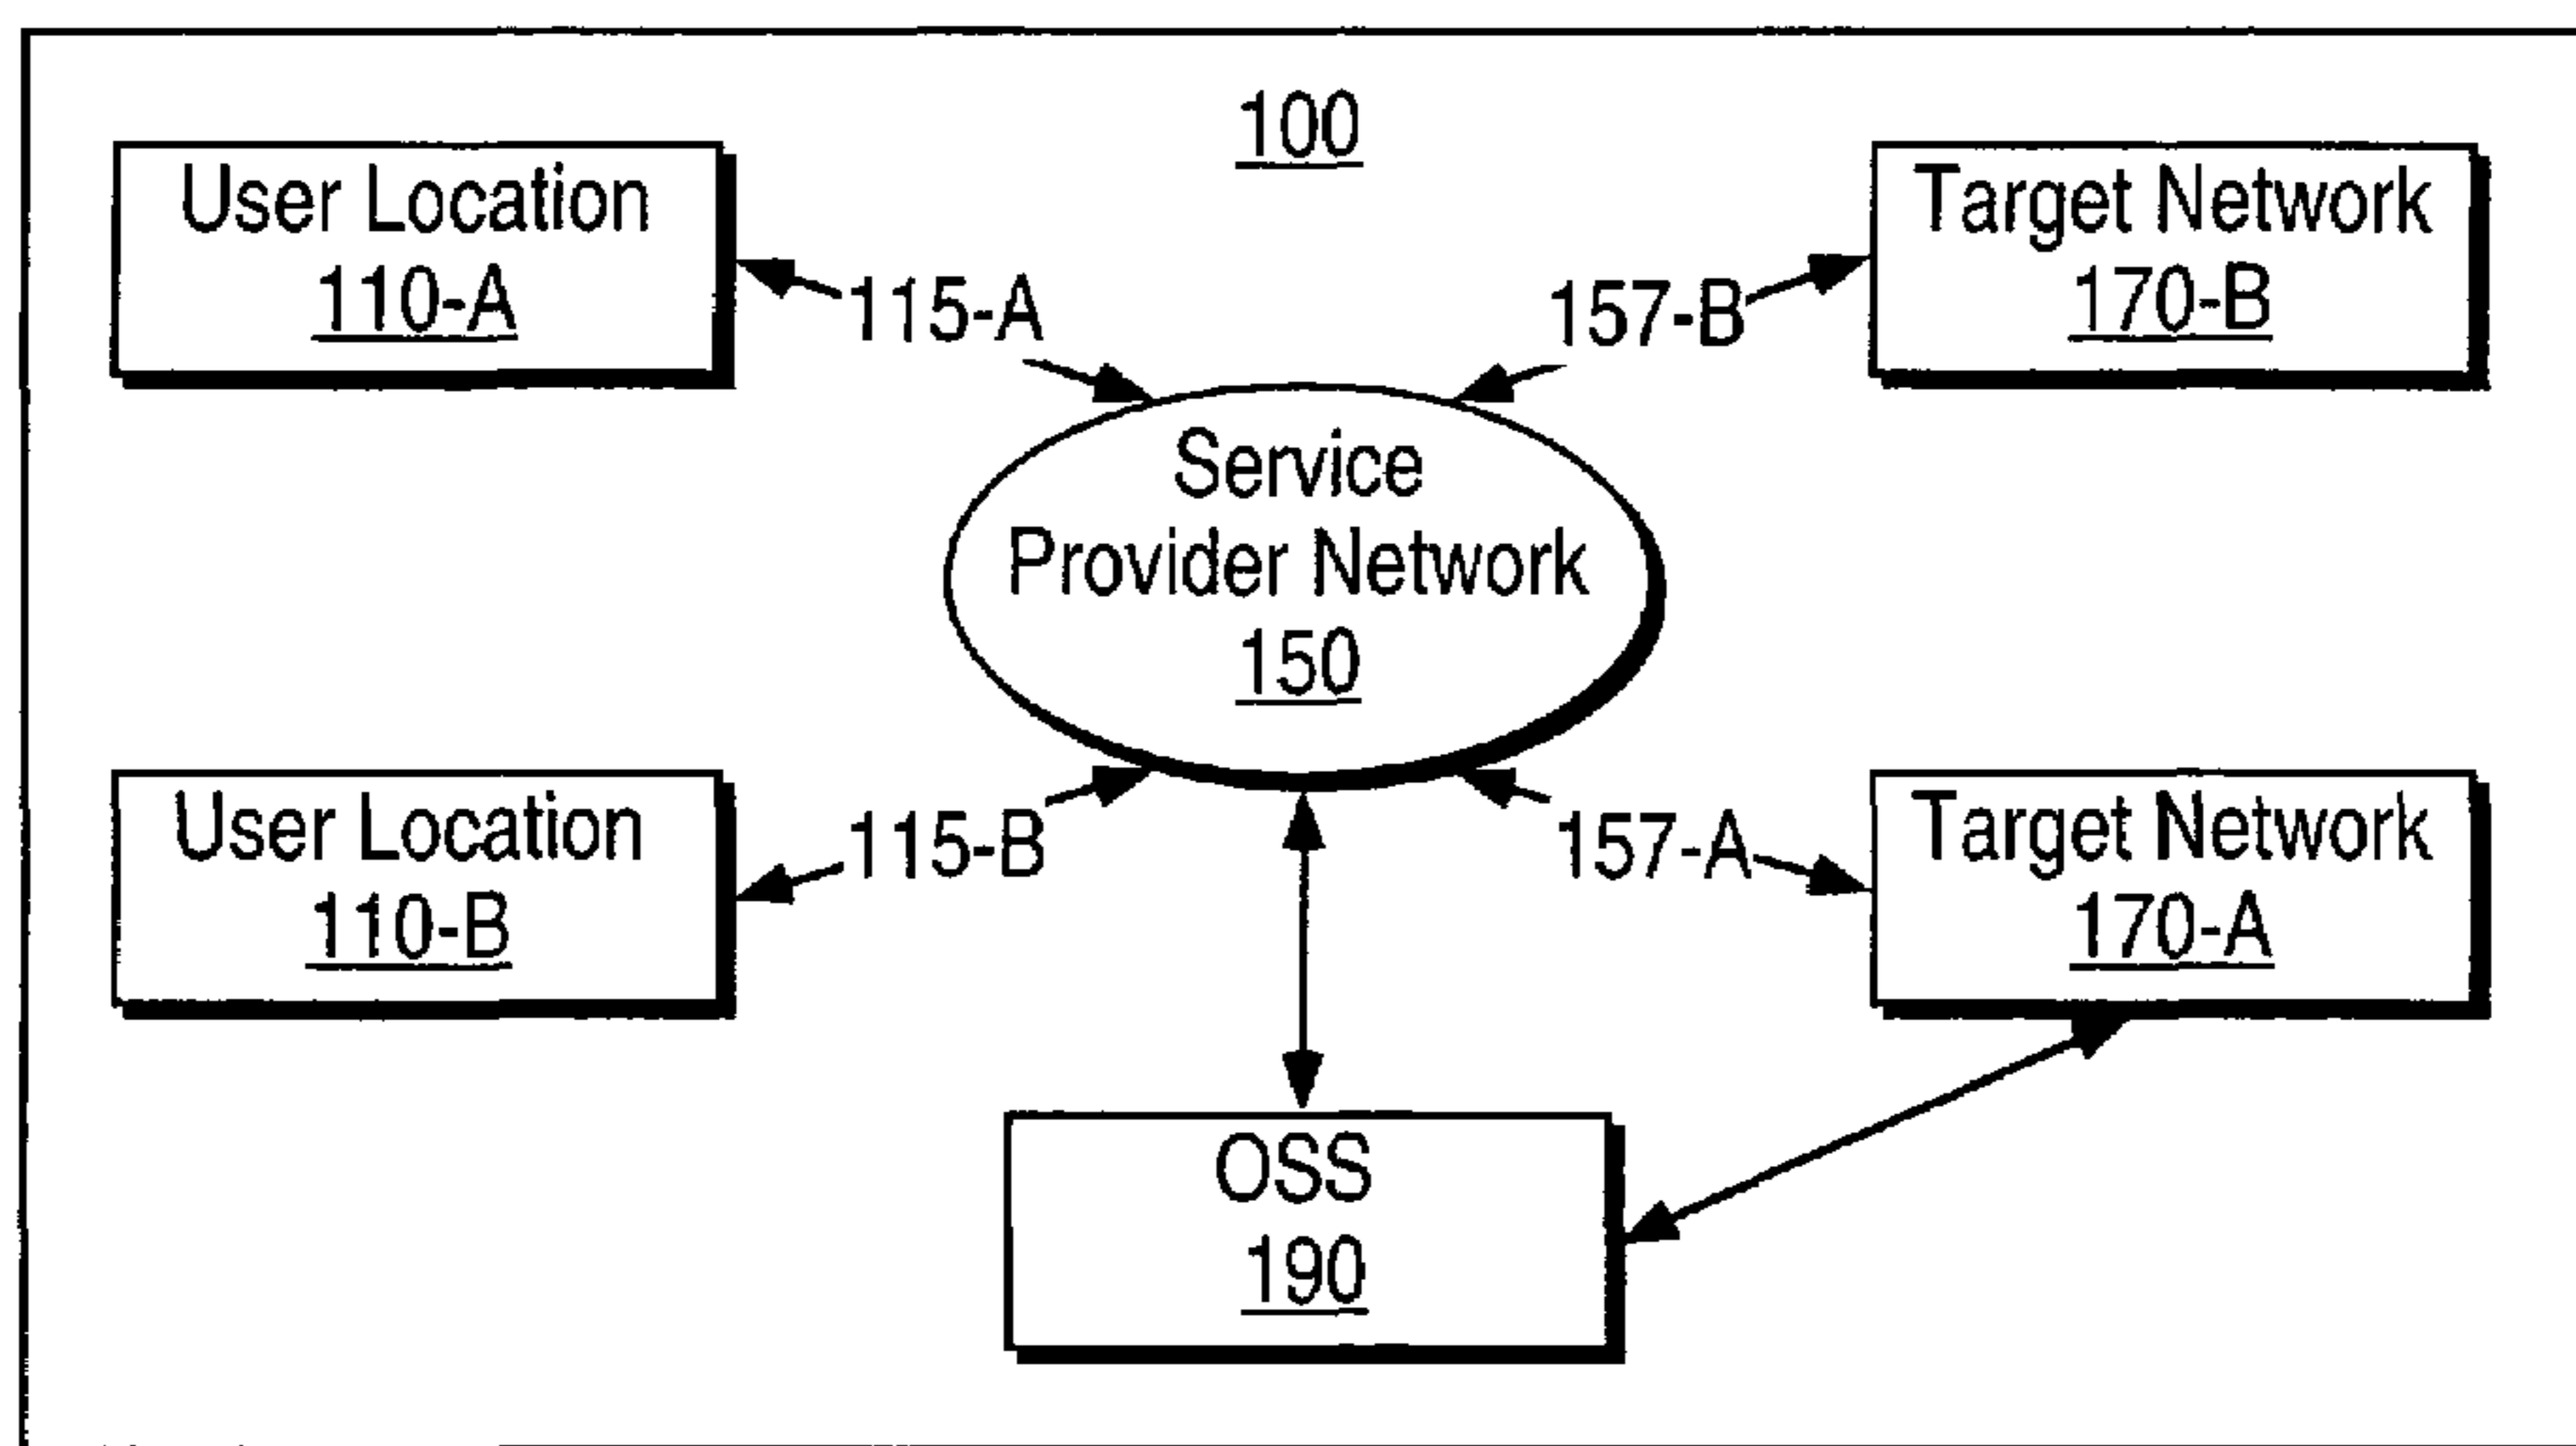 100
User Location
110-A
115-A
157-B
Target Network
170-B
Service
Provider Network
150
User Location
110-B
115-B
157-A
Target Network
170-A
OSS
190